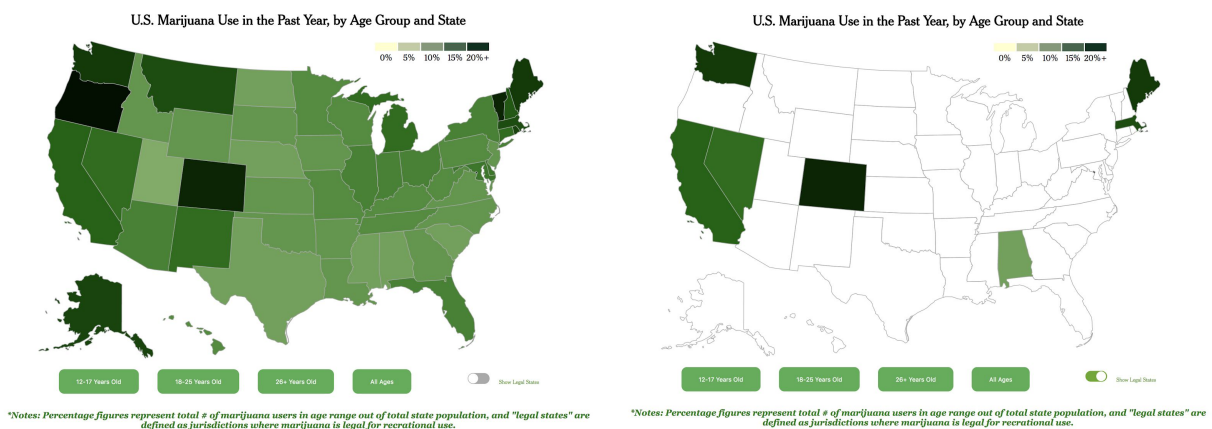 U.S. Marijuana Use in the Past Year, by Age Group and State
0% 5% 10% 15% 20%+
12-17 Years Old 18-25 Years Old 26+ Years Old All Ages Show Legal States
*Notes: Percentage figures represent total # of marijuana users in age range out of total state population, and "legal states" are
defined as jurisdictions where marijuana is legal for recrational use.
U.S. Marijuana Use in the Past Year, by Age Group and State
0% 5% 10% 15% 20%+
12-17 Years Old 18-25 Years Old 26+ Years Old All Ages Show Legal States
*Notes: Percentage figures represent total # of marijuana users in age range out of total state population, and "legal states" are
defined as jurisdictions where marijuana is legal for recrational use.